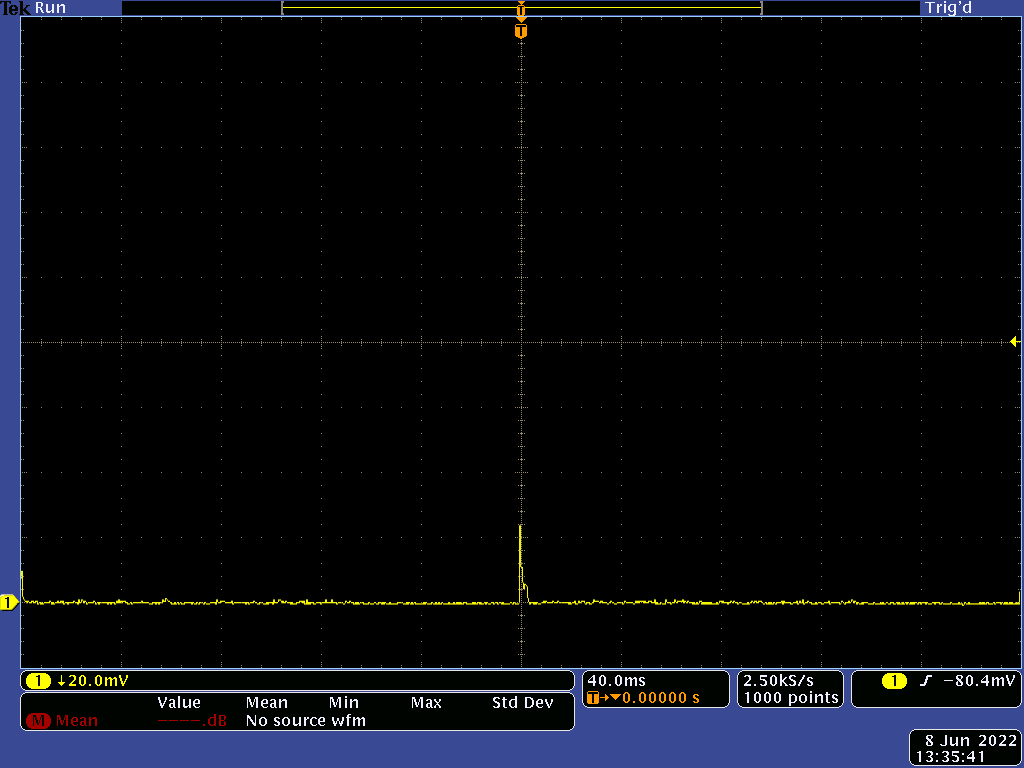 Tek Run Trig'd
T
T
1
1 ↓20.0mV
40.0ms
T→▼0.00000 s
2.50kS/s
1000 points
1 ƒ −80.4mV
Value Mean Min Max Std Dev
M Mean ----.dB No source wfm
8 Jun 2022
13:35:41